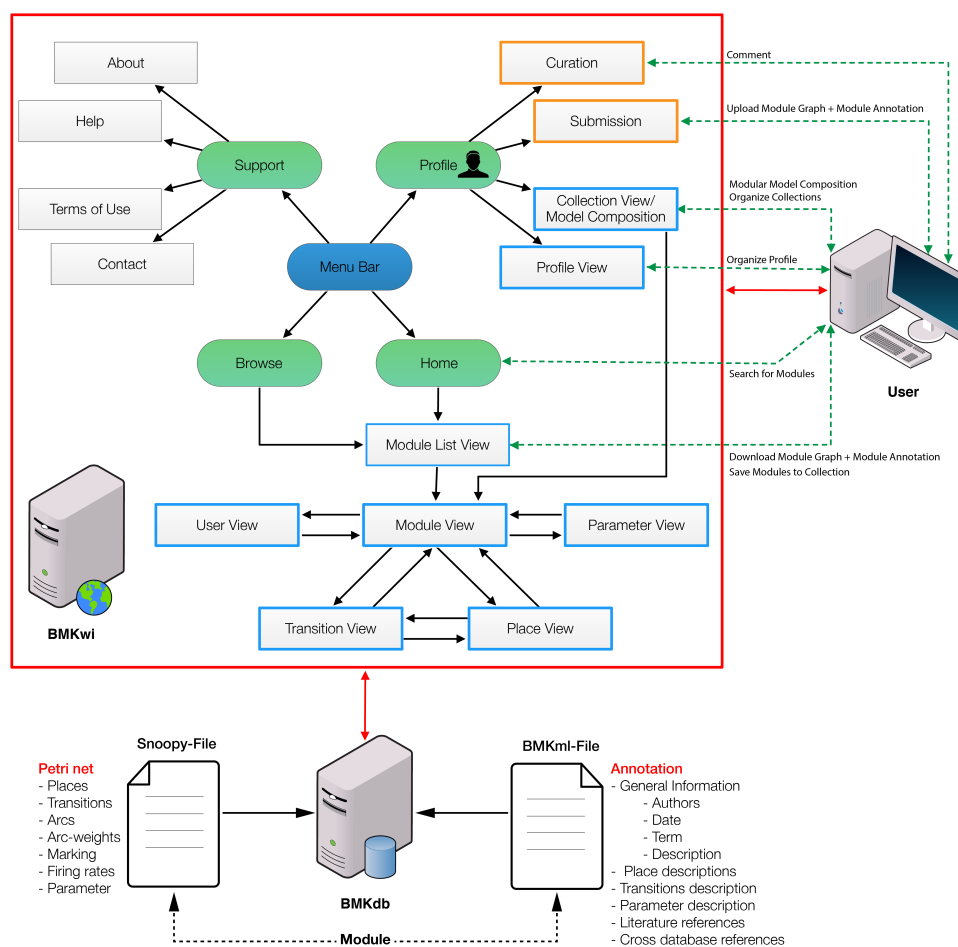 About
Help
Terms of Use
Contact
Support
Profile
Curation
Submission
Collection View/
Model Composition
Profile View
Menu Bar
Browse
Home
Module List View
User View
Module View
Parameter View
Transition View
Place View
BMKwi
Comment
Upload Module Graph + Module Annotation
Modular Model Composition
Organize Collections
Organize Profile
Search for Modules
User
Download Module Graph + Module Annotation
Save Modules to Collection
Snoopy-File
Petri net
- Places
- Transitions
- Arcs
- Arc-weights
- Marking
- Firing rates
- Parameter
BMKdb
BMKml-File
Annotation
- General Information
- Authors
- Date
- Term
- Description
- Place descriptions
- Transitions description
- Parameter description
- Literature references
- Cross database references
Module